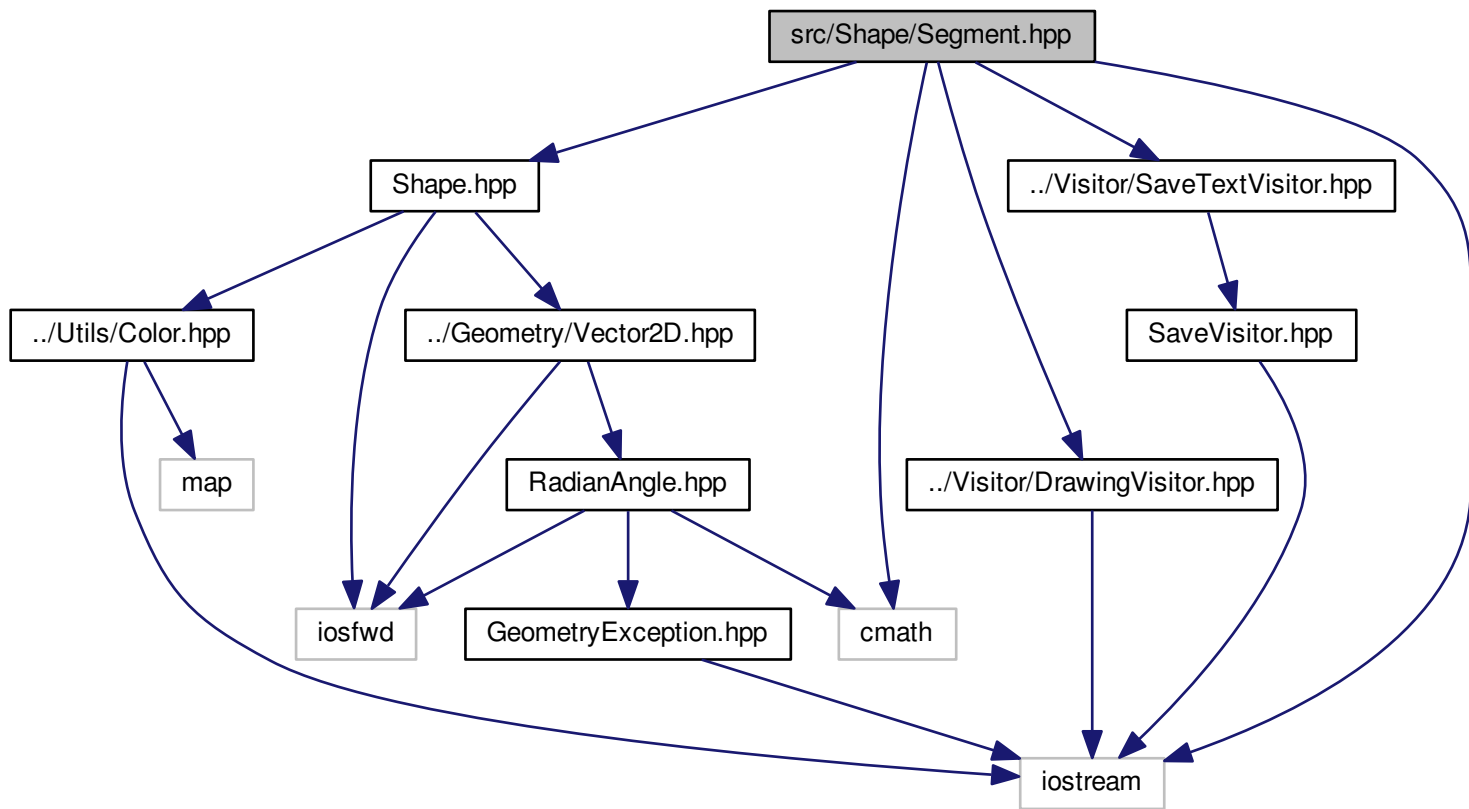 src/Shape/Segment.hpp
Shape.hpp
../Visitor/SaveTextVisitor.hpp
../Utils/Color.hpp
../Geometry/Vector2D.hpp
SaveVisitor.hpp
map
RadianAngle.hpp
../Visitor/DrawingVisitor.hpp
iosfwd
GeometryException.hpp
cmath
iostream